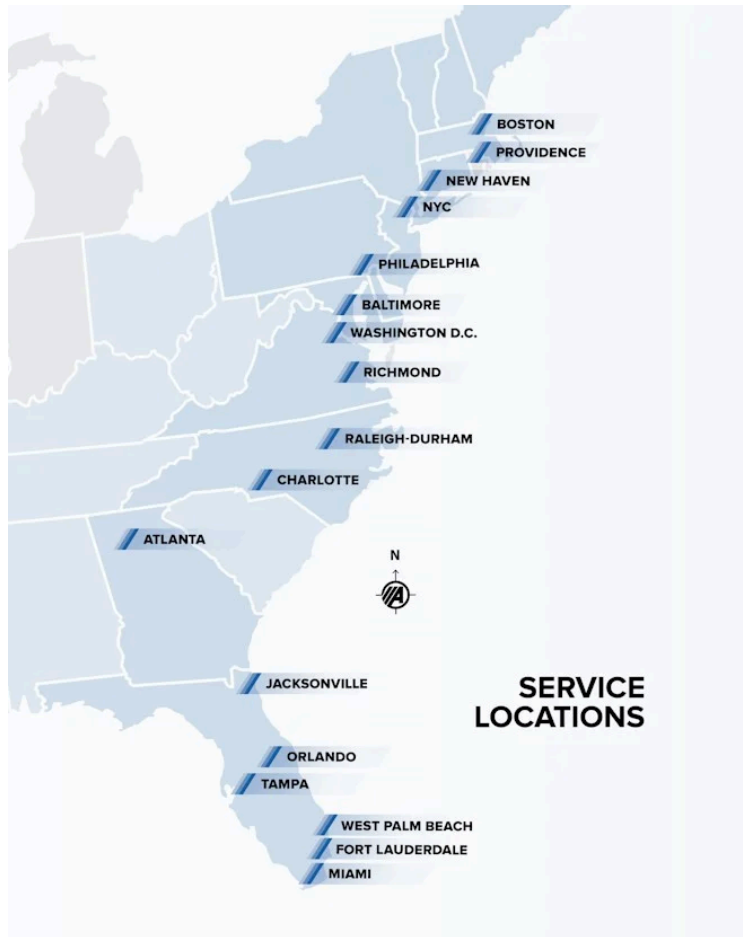 BOSTON
PROVIDENCE
NEW HAVEN
NYC
PHILADELPHIA
BALTIMORE
WASHINGTON D.C.
RICHMOND
RALEIGH-DURHAM
CHARLOTTE
ATLANTA
N
A
JACKSONVILLE
SERVICE
LOCATIONS
ORLANDO
TAMPA
WEST PALM BEACH
FORT LAUDERDALE
MIAMI